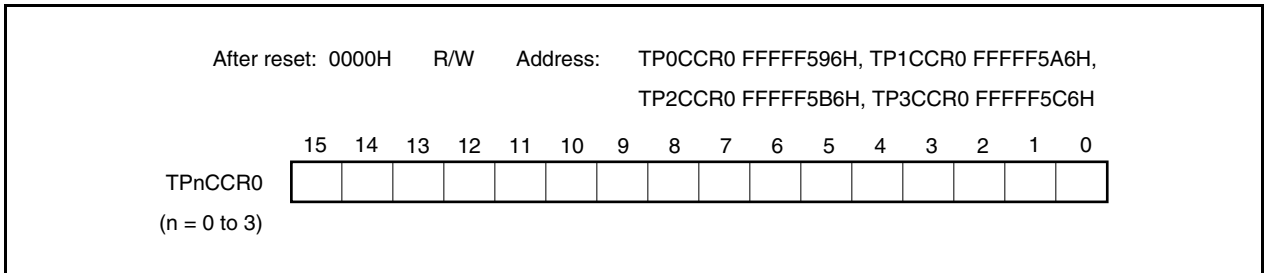 After reset: 0000H R/W Address: TP0CCR0 FFFFF596H, TP1CCR0 FFFFF5A6H,
TP2CCR0 FFFFF5B6H, TP3CCR0 FFFFF5C6H
15 14 13 12 11 10 9 8 7 6 5 4 3 2 1 0
TPnCCR0
(n = 0 to 3)